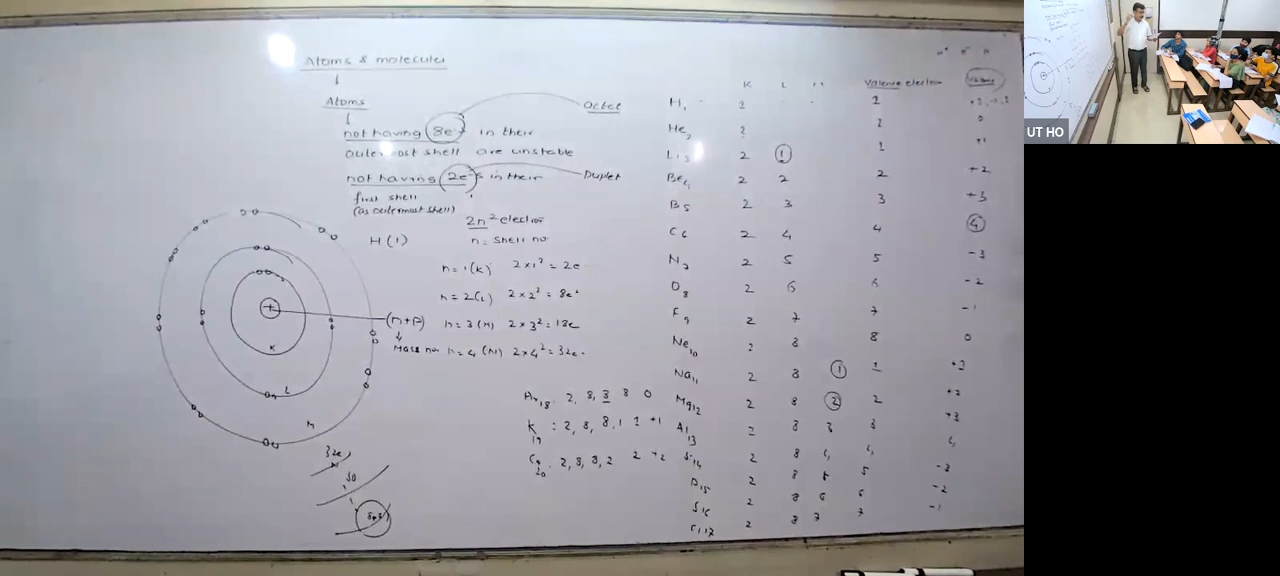 Atoms & molecules
Atoms
not having 8e⁻s in their
Octet
outermost shell are unstable
not having 2e⁻s in their
Duplet
first shell
(as outermost shell)
2n² electron
H (1)
n = shell no
n = 1 (K) 2×1² = 2e
n = 2 (L) 2×2² = 8e⁻
n = 3 (M) 2×3² = 18e
n = 4 (N) 2×4² = 32e
(n+P)
Mass no
K
L
M
32e
Ar18 . 2, 8, 8 8 0
K19 : 2, 8, 8, 1 1 +1
Ca20 . 2, 8, 8, 2 2 +2
K L M Valence electron
H1
He2
Li3 2 1 1 +1
Be4 2 2 2 +2
B5 2 3 3 +3
C6 2 4 4 4
N7 2 5 5 -3
O8 2 6 6 -2
F9 2 7 7 -1
Ne10 2 8 8 0
Na11 2 8 1 1
Mg12 2 8 2 2
Al13 2 8 3 3 +3
Si14 2 8 4 4 4
P15 2 8 5 5 -3
S16 2 8 6 6 -2
Cl17 2 8 7 7 -1
UT HO